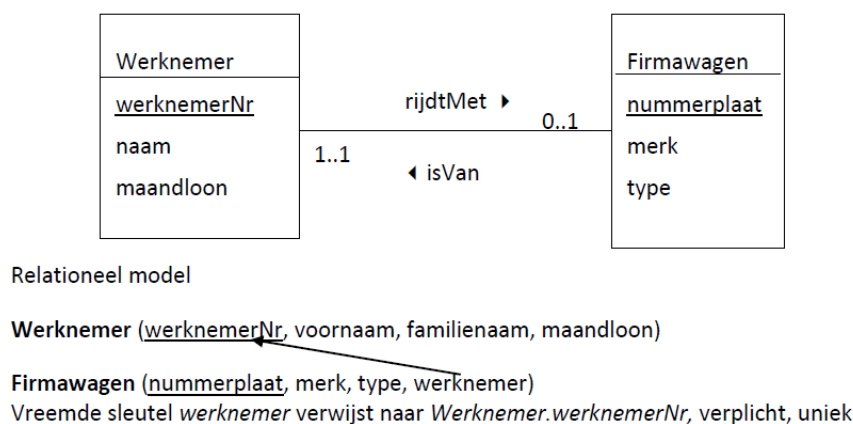 Werknemer
werknemerNr
naam
maandloon
rijdtMet ▶
0..1
1..1
◀ isVan
Firmawagen
nummerplaat
merk
type
Relationeel model
Werknemer (werknemerNr, voornaam, familienaam, maandloon)
Firmawagen (nummerplaat, merk, type, werknemer)
Vreemde sleutel werknemer verwijst naar Werknemer.werknemerNr, verplicht, uniek